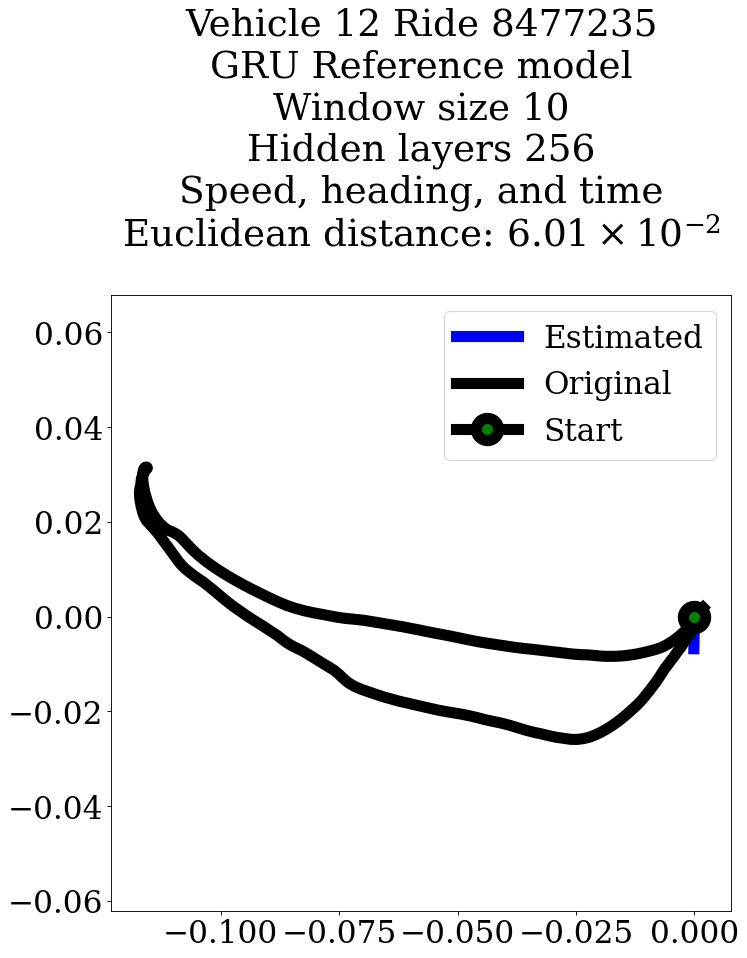 Vehicle 12 Ride 8477235
GRU Reference model
Window size 10
Hidden layers 256
Speed, heading, and time
Euclidean distance: 6.01 × 10⁻²
Estimated
Original
Start
0.06
0.04
0.02
0.00
−0.02
−0.04
−0.06
−0.100 −0.075 −0.050 −0.025 0.000